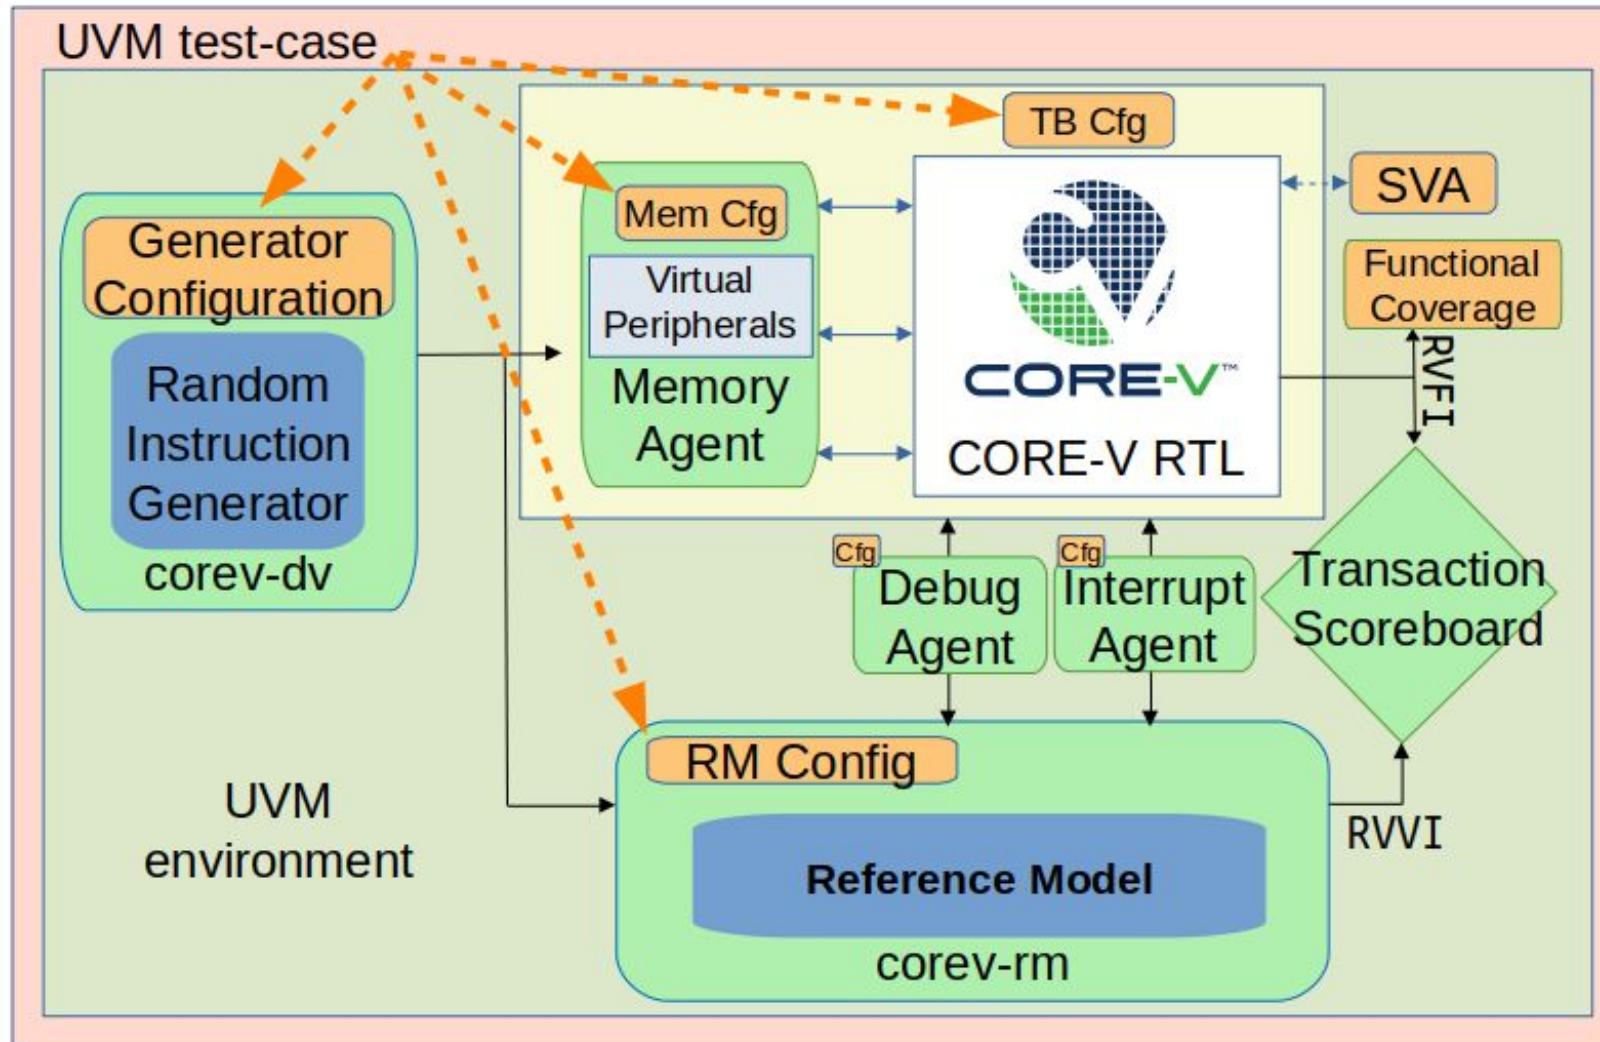 UVM test-case
TB Cfg
SVA
Mem Cfg
Generator
Configuration
Virtual
Peripherals
Functional
Coverage
Random
Instruction
Generator
Memory
Agent
CORE-V™
CORE-V RTL
RVFI
corev-dv
Cfg
Debug
Agent
Cfg
Interrupt
Agent
Transaction
Scoreboard
RM Config
UVM
environment
RVVI
Reference Model
corev-rm